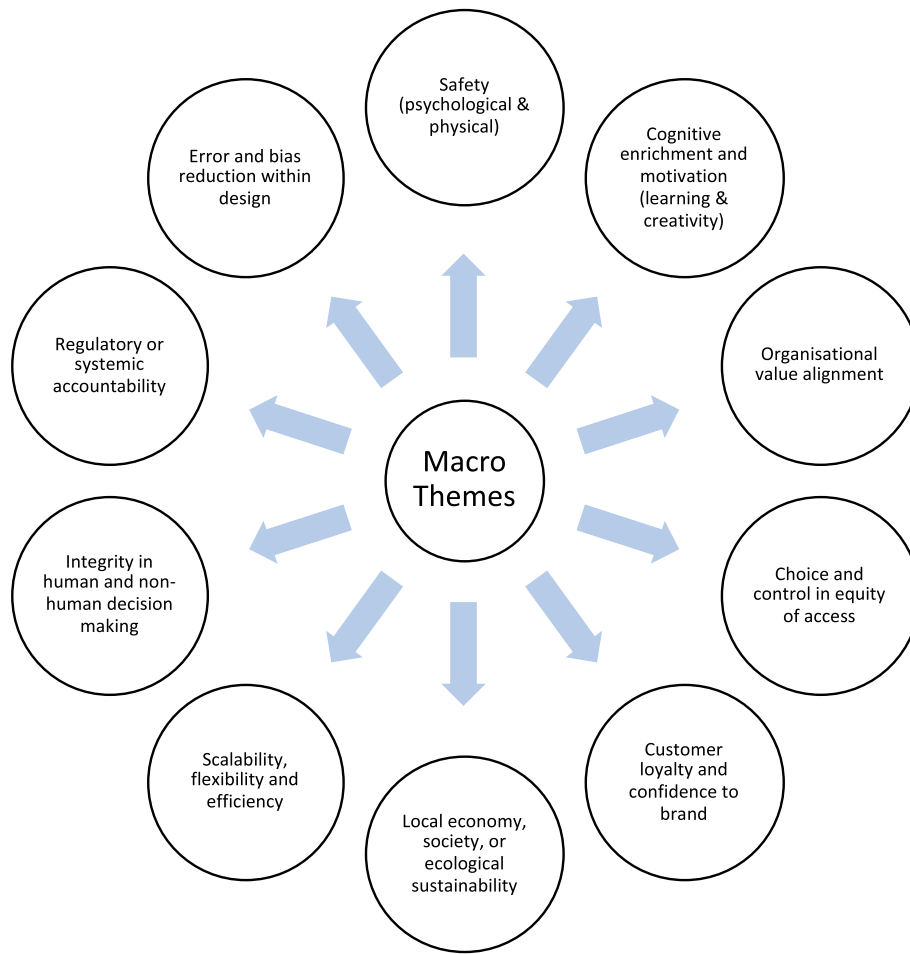 Safety
(psychological &
physical)
Cognitive
enrichment and
motivation
(learning &
creativity)
Organisational
value alignment
Choice and
control in equity
of access
Customer
loyalty and
confidence to
brand
Local economy,
society, or
ecological
sustainability
Scalability,
flexibility and
efficiency
Integrity in
human and non-
human decision
making
Regulatory or
systemic
accountability
Error and bias
reduction within
design
Macro
Themes